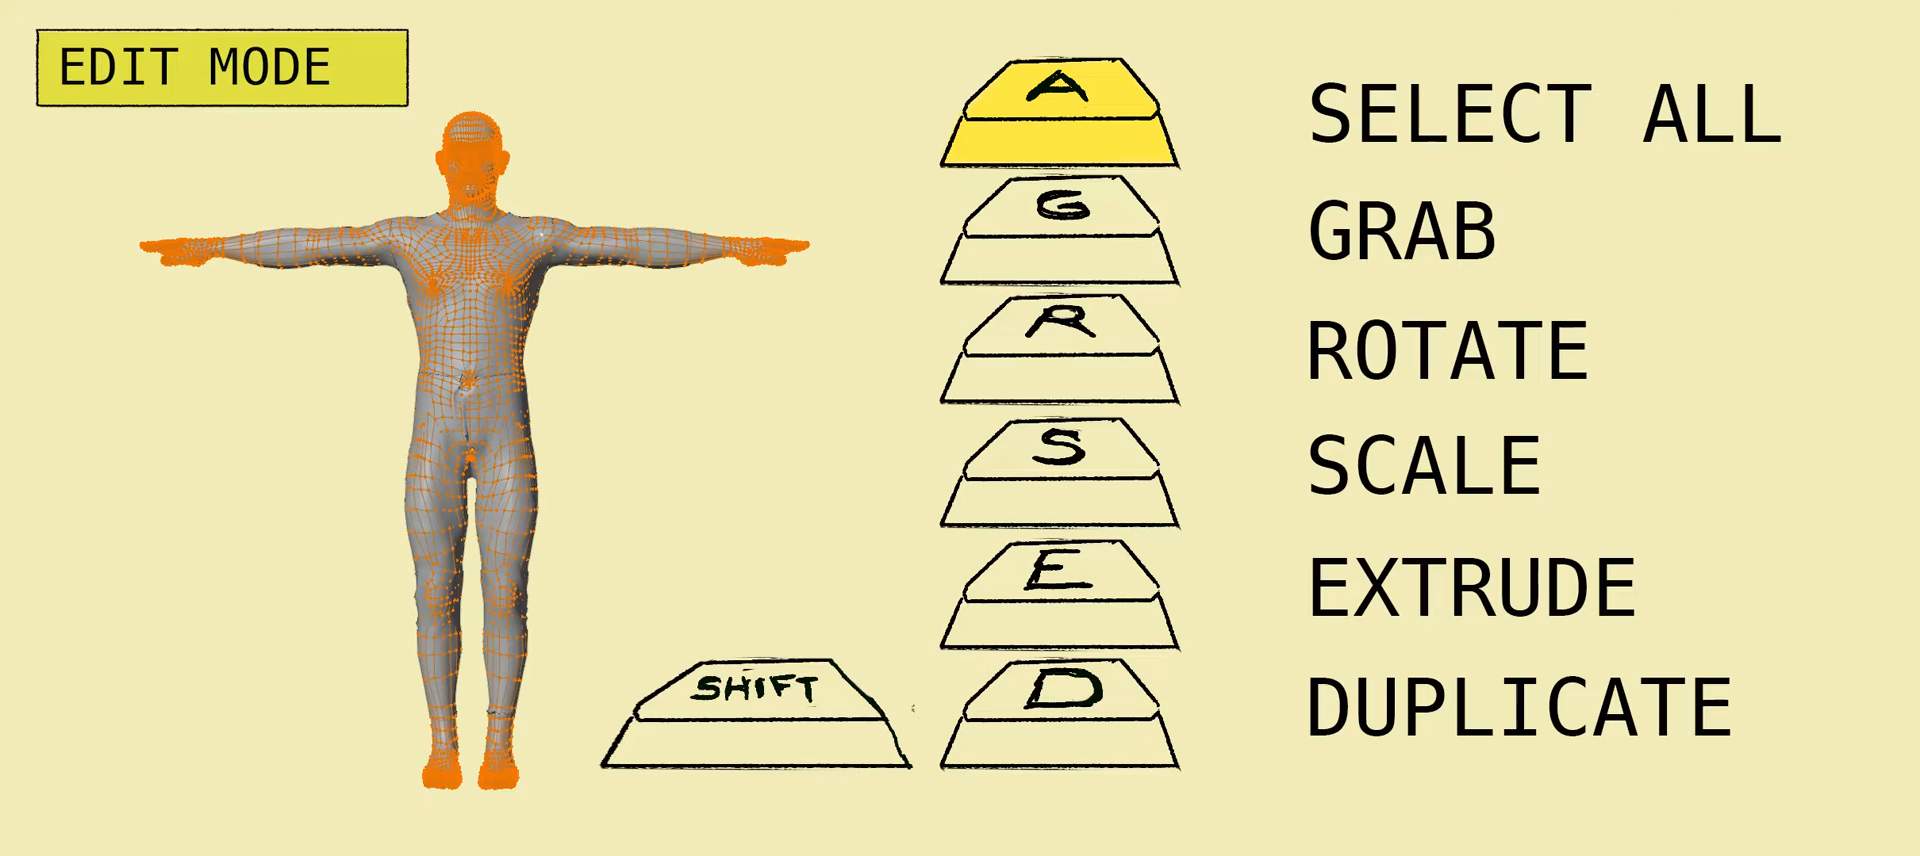 EDIT MODE
A SELECT ALL
G GRAB
R ROTATE
S SCALE
E EXTRUDE
SHIFT D DUPLICATE